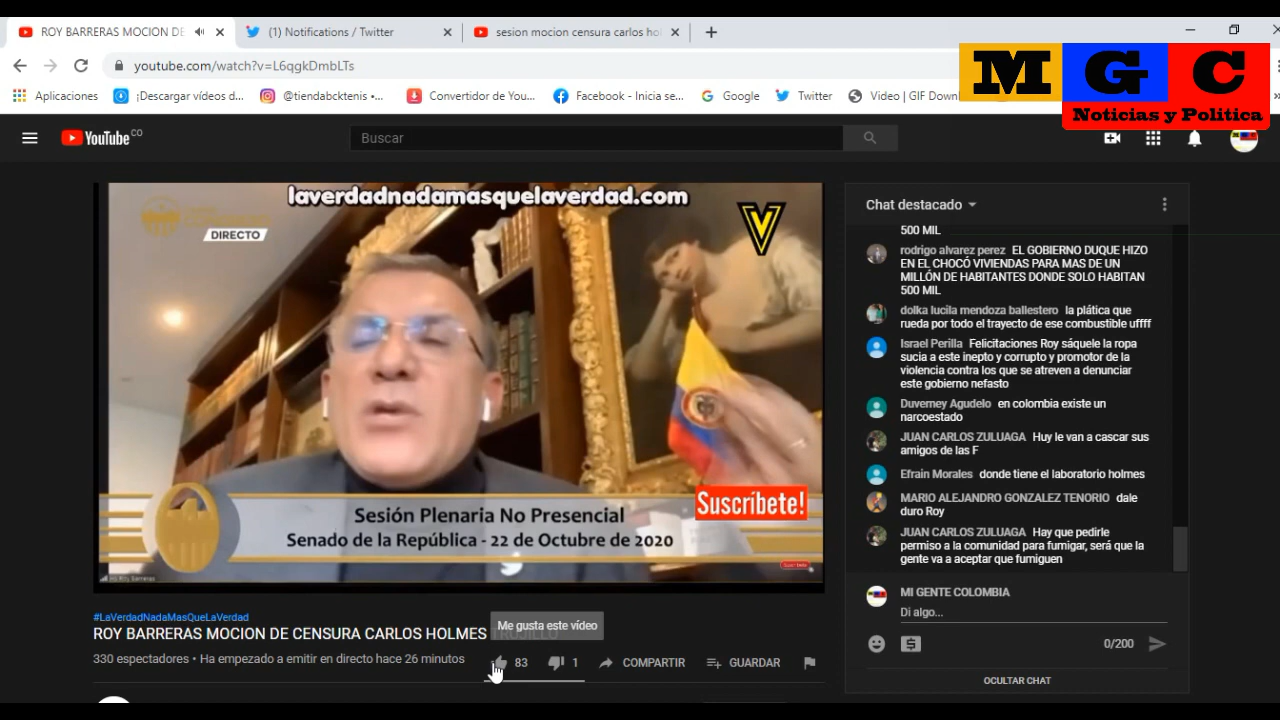 ROY BARRERAS MOCION DE
(1) Notifications / Twitter
sesion mocion censura carlos hol
youtube.com/watch?v=L6qgkDmbLTs
Aplicaciones
¡Descargar vídeos d...
@tiendabcktenis •...
Convertidor de You...
Facebook - Inicia se...
Google
Twitter
Video | GIF Down
M G C
Noticias y Politica
YouTube CO
Buscar
laverdadnadamasquelaverdad.com
DIRECTO
V
Suscríbete!
Sesión Plenaria No Presencial
Senado de la República - 22 de Octubre de 2020
#LaVerdadNadaMasQueLaVerdad
ROY BARRERAS MOCION DE CENSURA CARLOS HOLMES TRUJILLO
Me gusta este vídeo
330 espectadores • Ha empezado a emitir en directo hace 26 minutos
83
1
COMPARTIR
GUARDAR
Chat destacado
500 MIL
rodrigo alvarez perez EL GOBIERNO DUQUE HIZO
EN EL CHOCÓ VIVIENDAS PARA MAS DE UN
MILLÓN DE HABITANTES DONDE SOLO HABITAN
500 MIL
dolka lucila mendoza ballestero la plática que
rueda por todo el trayecto de ese combustible uffff
Israel Perilla Felicitaciones Roy sáquele la ropa
sucia a este inepto y corrupto y promotor de la
violencia contra los que se atreven a denunciar
este gobierno nefasto
Duverney Agudelo en colombia existe un
narcoestado
JUAN CARLOS ZULUAGA Huy le van a cascar sus
amigos de las F
Efrain Morales donde tiene el laboratorio holmes
MARIO ALEJANDRO GONZALEZ TENORIO dale
duro Roy
JUAN CARLOS ZULUAGA Hay que pedirle
permiso a la comunidad para fumigar, será que la
gente va a aceptar que fumiguen
MI GENTE COLOMBIA
Di algo...
0/200
OCULTAR CHAT